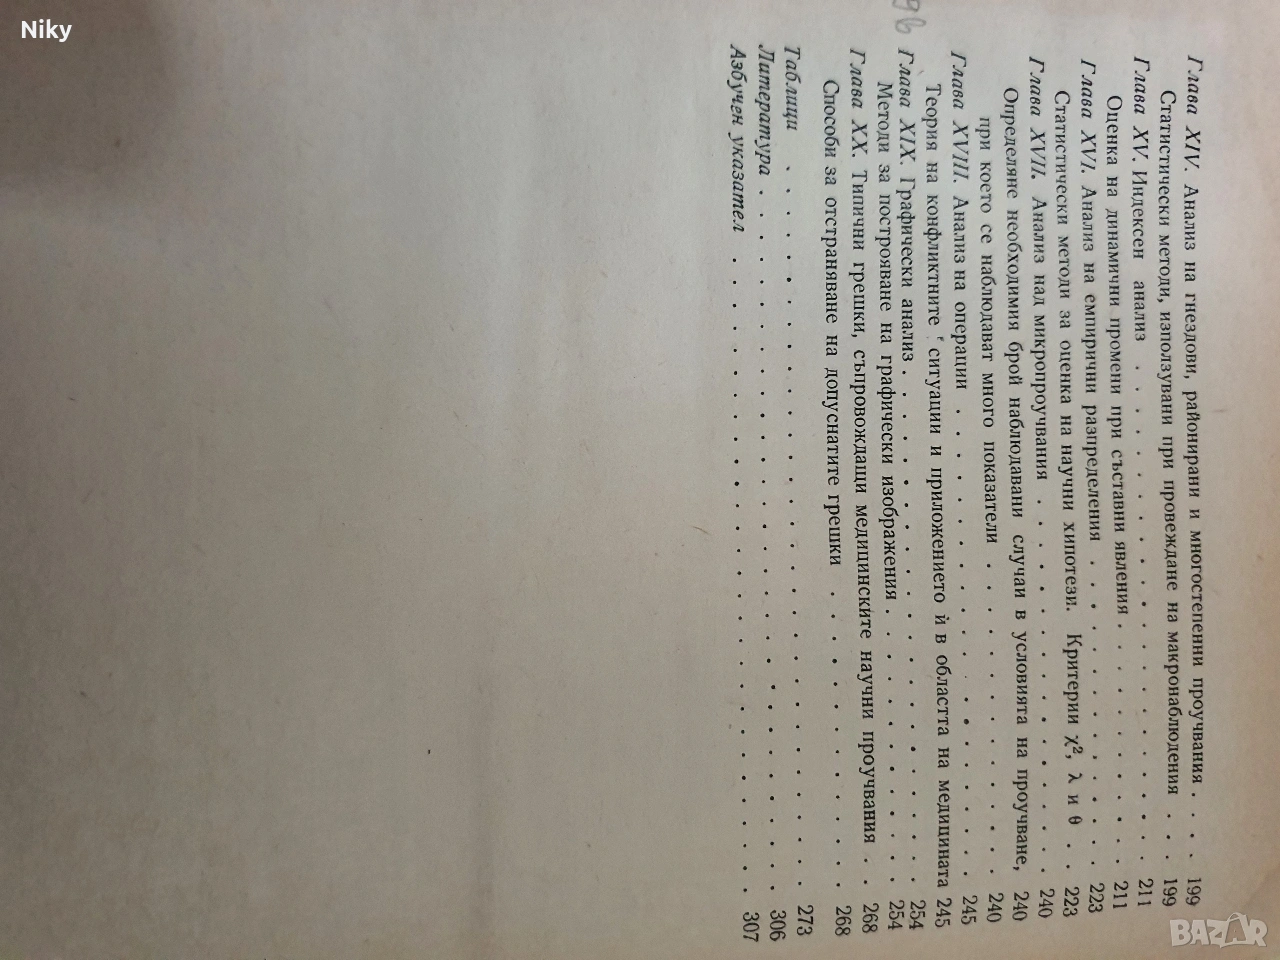 Niky
Глава XIV. Анализ на гнездови, районирани и многостепенни проучвания . . . 199
Статистически методи, използувани при провеждане на макронаблюдения . . . 199
Глава XV. Индексен анализ . . . . . . . . . . . . . . . . . . . . 211
Оценка на динамични промени при съставни явления . . . . . . . . . 211
Глава XVI. Анализ на емпирични разпределения . . . . . . . . . . . 223
Статистически методи за оценка на научни хипотези. Критерии χ², λ и θ . . 223
Глава XVII. Анализ над микропроучвания . . . . . . . . . . . . . 240
Определяне необходимия брой наблюдавани случаи в условията на проучване, 240
при което се наблюдават много показатели . . . . . . . . . . . . 240
Глава XVIII. Анализ на операции . . . . . . . . . . . . . . . . . 245
Теория на конфликтните ситуации и приложението ѝ в областта на медицината 245
Глава XIX. Графически анализ . . . . . . . . . . . . . . . . . . 254
Методи за построяване на графически изображения . . . . . . . . . . 254
Глава XX. Типични грешки, съпровождащи медицинските научни проучвания . . 268
Способи за отстраняване на допуснатите грешки . . . . . . . . . . . 268
Таблици . . . . . . . . . . . . . . . . . . . . . . . . . . . 273
Литература . . . . . . . . . . . . . . . . . . . . . . . . . . 306
Азбучен указател . . . . . . . . . . . . . . . . . . . . . . . 307
BAZAR